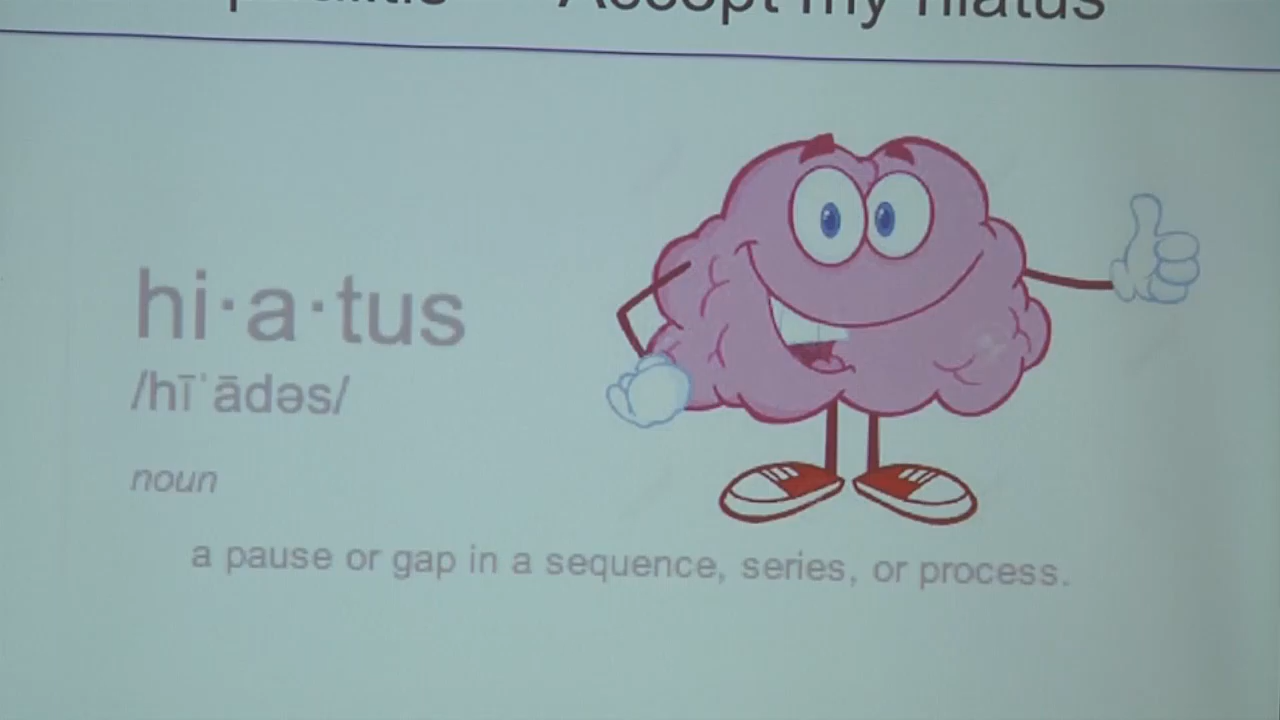 Accept my hiatus
hi·a·tus
/hīˈādəs/
noun
a pause or gap in a sequence, series, or process.